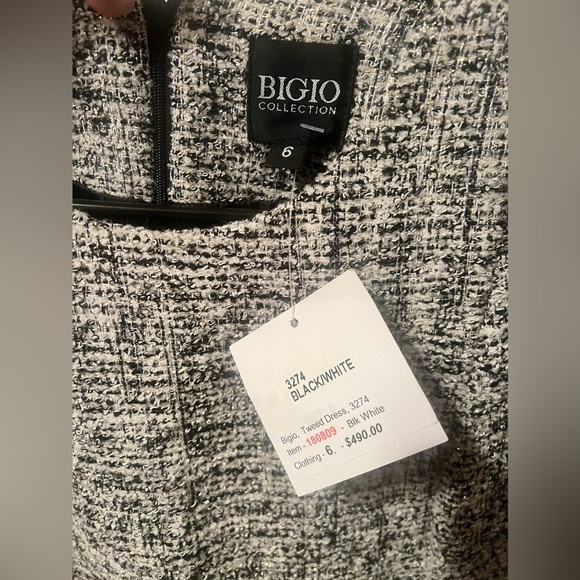 BIGIO
COLLECTION
6
3274
BLACK/WHITE
Bigio, Tweed Dress, 3274
Item - 180809 - Blk White
Clothing - 6. - $490.00